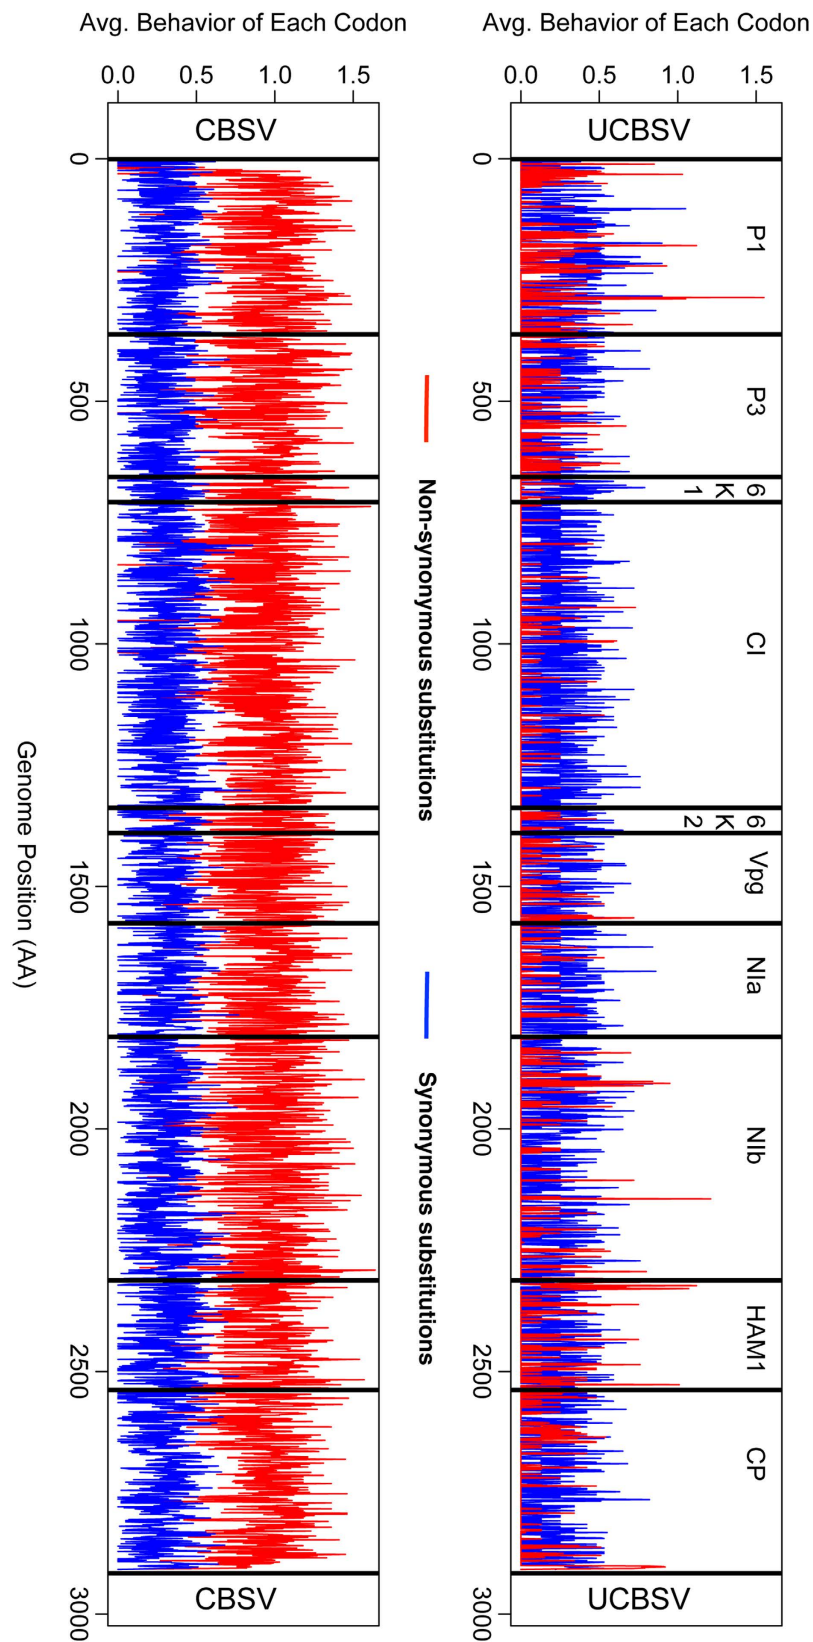 Avg. Behavior of Each Codon
0.0 0.5 1.0 1.5
UCBSV
P1
P3
6
K
1
CI
6
K
2
Vpg
NIa
NIb
HAM1
CP
UCBSV
0 500 1000 1500 2000 2500 3000
Non-synonymous substitutions
Synonymous substitutions
Avg. Behavior of Each Codon
0.0 0.5 1.0 1.5
CBSV
CBSV
0 500 1000 1500 2000 2500 3000
Genome Position (AA)